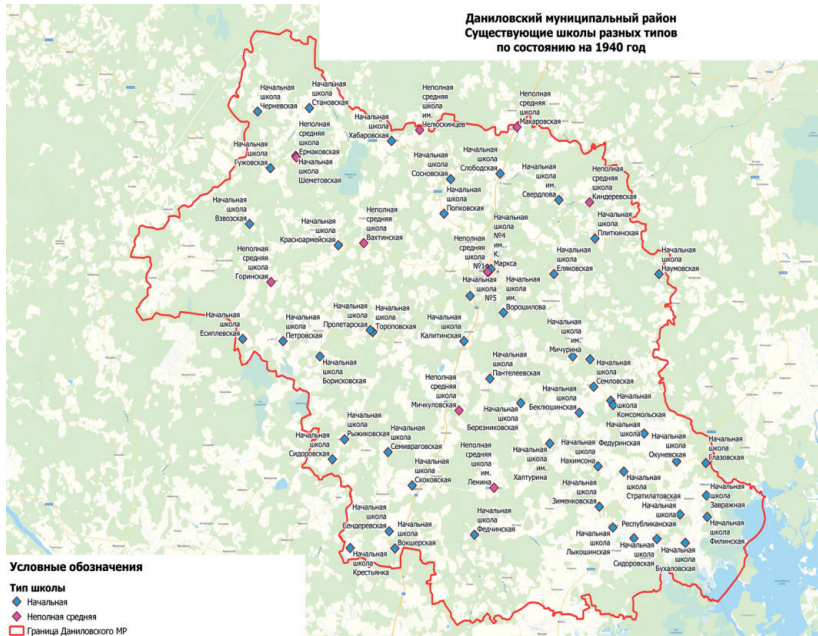 Даниловский муниципальный район
Существующие школы разных типов
по состоянию на 1940 год
Начальная
школа
Черневская
Начальная
школа
Становская
Начальная
школа
Хабаровская
Неполная
средняя
школа
им.
Челюскинцев
Неполная
средняя
школа
Макаровская
Начальная
школа
Гужовская
Неполная
средняя
школа
Ермаковская
Начальная
школа
Шеметовская
Начальная
школа
Сосновская
Начальная
школа
Слободская
Начальная
школа
им.
Свердлова
Неполная
средняя
школа
Киндеревская
Начальная
школа
Взвозская
Начальная
школа
Красноармейская
Неполная
средняя
школа
Вахтинская
Начальная
школа
Попковская
Начальная
школа
№4
им.
К.
Маркса
Начальная
школа
Плиткинская
Неполная
средняя
школа
Горинская
Неполная
средняя
школа
Начальная
школа
№5
Начальная
школа
им.
Ворошилова
Начальная
школа
Еляковская
Начальная
школа
Наумовская
Начальная
школа
Есиплевская
Начальная
школа
Петровская
Начальная
школа
Пролетарская
Начальная
школа
Тороповская
Начальная
школа
Калитинская
Начальная
школа
им.
Мичурина
Начальная
школа
Борисковская
Начальная
школа
Пантелеевская
Начальная
школа
Семловская
Неполная
средняя
школа
Мичкуловская
Начальная
школа
Березниковская
Начальная
школа
Беклюшинская
Начальная
школа
Комсомольская
Начальная
школа
Рыжиковская
Начальная
школа
Сидоровская
Начальная
школа
Семивраговская
Неполная
средняя
школа
им.
Ленина
Начальная
школа
им.
Халтурина
Начальная
школа
Нахимсона
Начальная
школа
Федуринская
Начальная
школа
Окуневская
Начальная
школа
Глазовская
Начальная
школа
Скоковская
Начальная
школа
Зименковская
Начальная
школа
Стратилатовская
Начальная
школа
Завражная
Начальная
школа
Сендеревская
Начальная
школа
Вокшерская
Начальная
школа
Федчинская
Начальная
школа
Республиканская
Начальная
школа
Филинская
Начальная
школа
Крестьянка
Начальная
школа
Лыкошинская
Начальная
школа
Сидоровская
Начальная
школа
Бухаловская
Условные обозначения
Тип школы
Начальная
Неполная средняя
Граница Даниловского МР